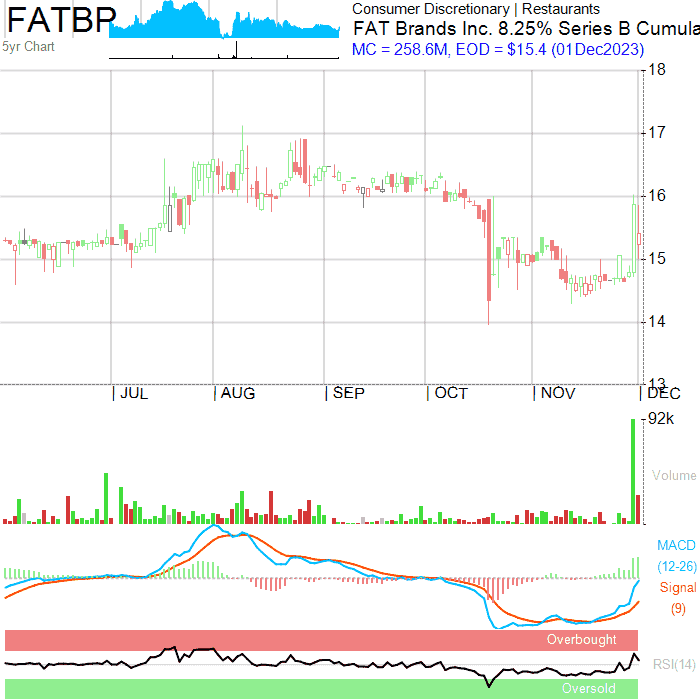 FATBP
5yr Chart
Consumer Discretionary | Restaurants
FAT Brands Inc. 8.25% Series B Cumula
MC = 258.6M, EOD = $15.4 (01Dec2023)
18
17
16
15
14
13
JUL
AUG
SEP
OCT
NOV
DEC
92k
Volume
MACD
(12-26)
Signal
(9)
Overbought
RSI(14)
Oversold